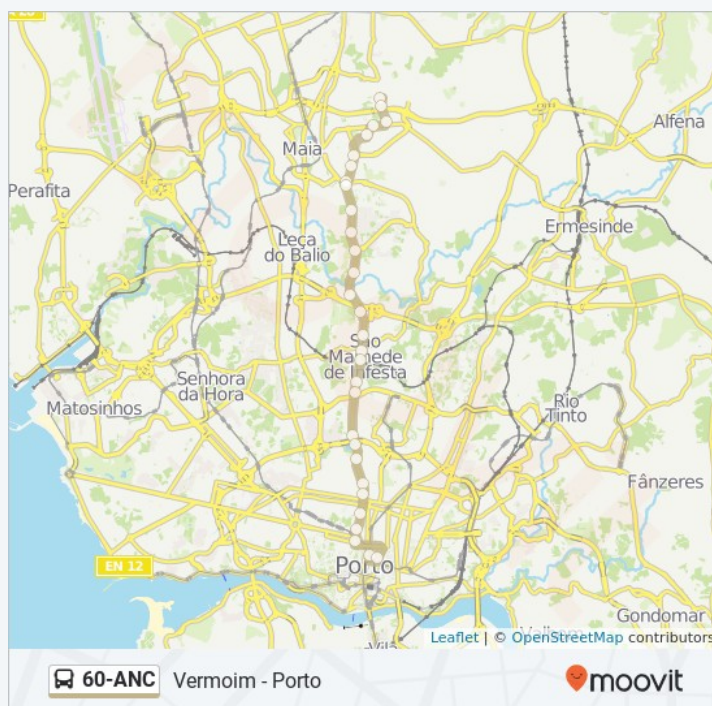 Alfena
Maia
Perafita
Ermesinde
Leça
do Balio
São
Mamede
de Infesta
Senhora
da Hora
Matosinhos
Rio
Tinto
Fânzeres
EN 12
Porto
Gondomar
Leaflet | © OpenStreetMap contributors
60-ANC Vermoim - Porto moovit